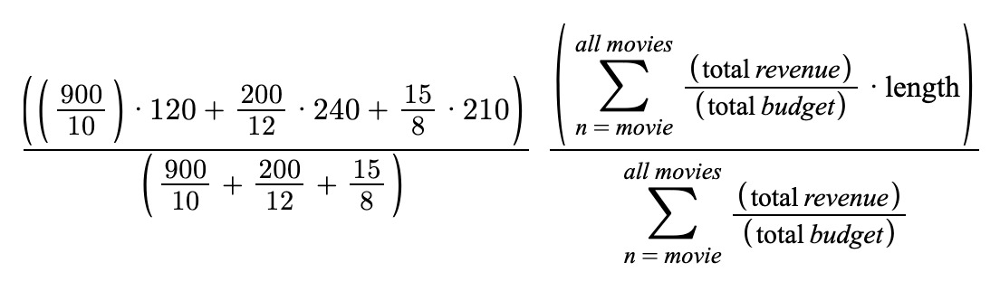 ((900/10) · 120 + 200/12 · 240 + 15/8 · 210)
(900/10 + 200/12 + 15/8)
all movies
(∑ (total revenue)/(total budget) · length)
n = movie
all movies
∑ (total revenue)/(total budget)
n = movie